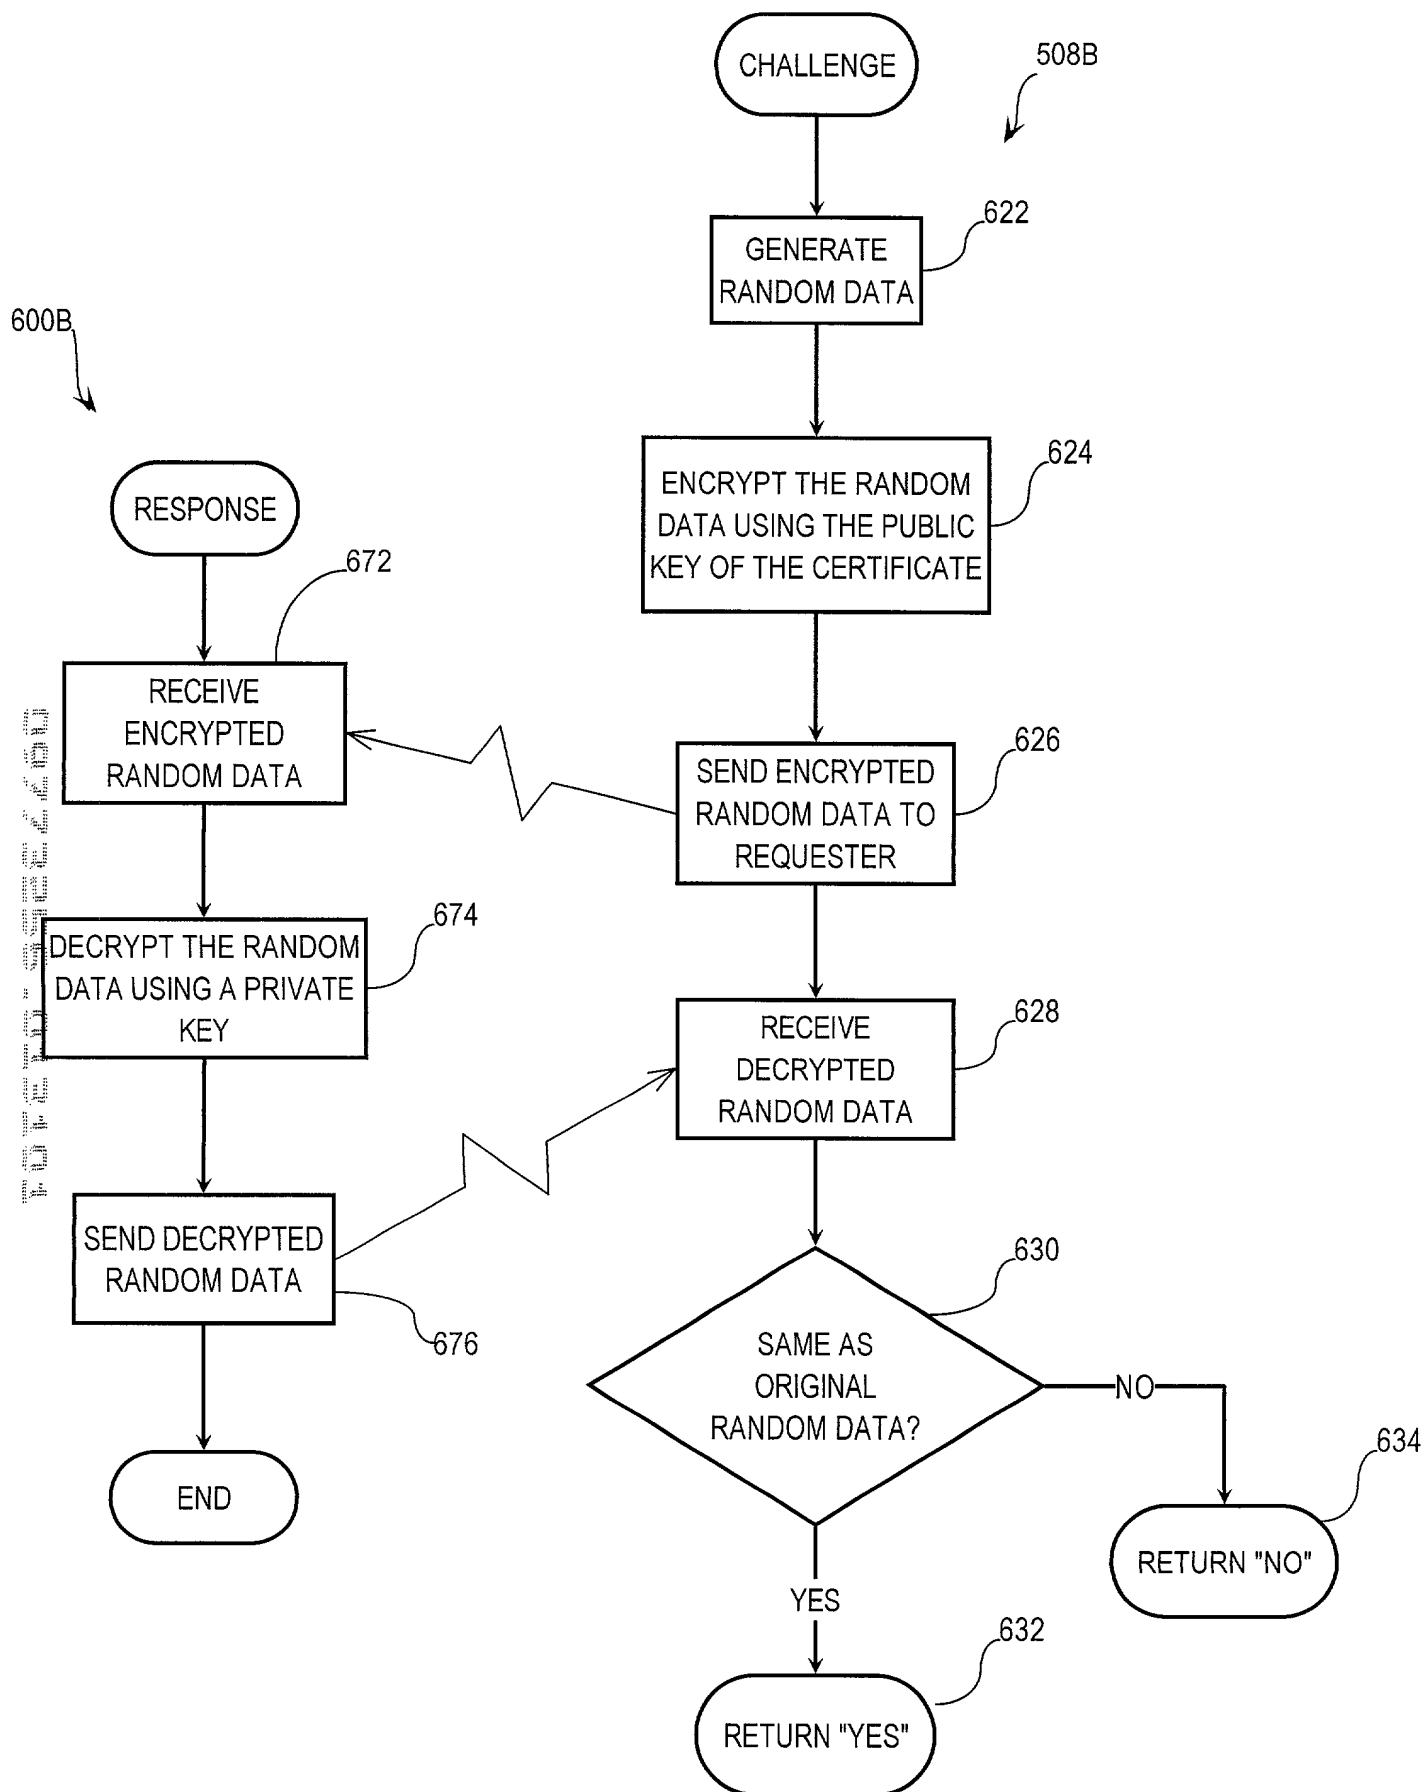 CHALLENGE
508B
622
GENERATE
RANDOM DATA
600B
624
ENCRYPT THE RANDOM
DATA USING THE PUBLIC
KEY OF THE CERTIFICATE
RESPONSE
672
RECEIVE
ENCRYPTED
RANDOM DATA
626
SEND ENCRYPTED
RANDOM DATA TO
REQUESTER
674
DECRYPT THE RANDOM
DATA USING A PRIVATE
KEY
628
RECEIVE
DECRYPTED
RANDOM DATA
SEND DECRYPTED
RANDOM DATA
676
630
SAME AS
ORIGINAL
RANDOM DATA?
NO
634
RETURN "NO"
END
YES
632
RETURN "YES"